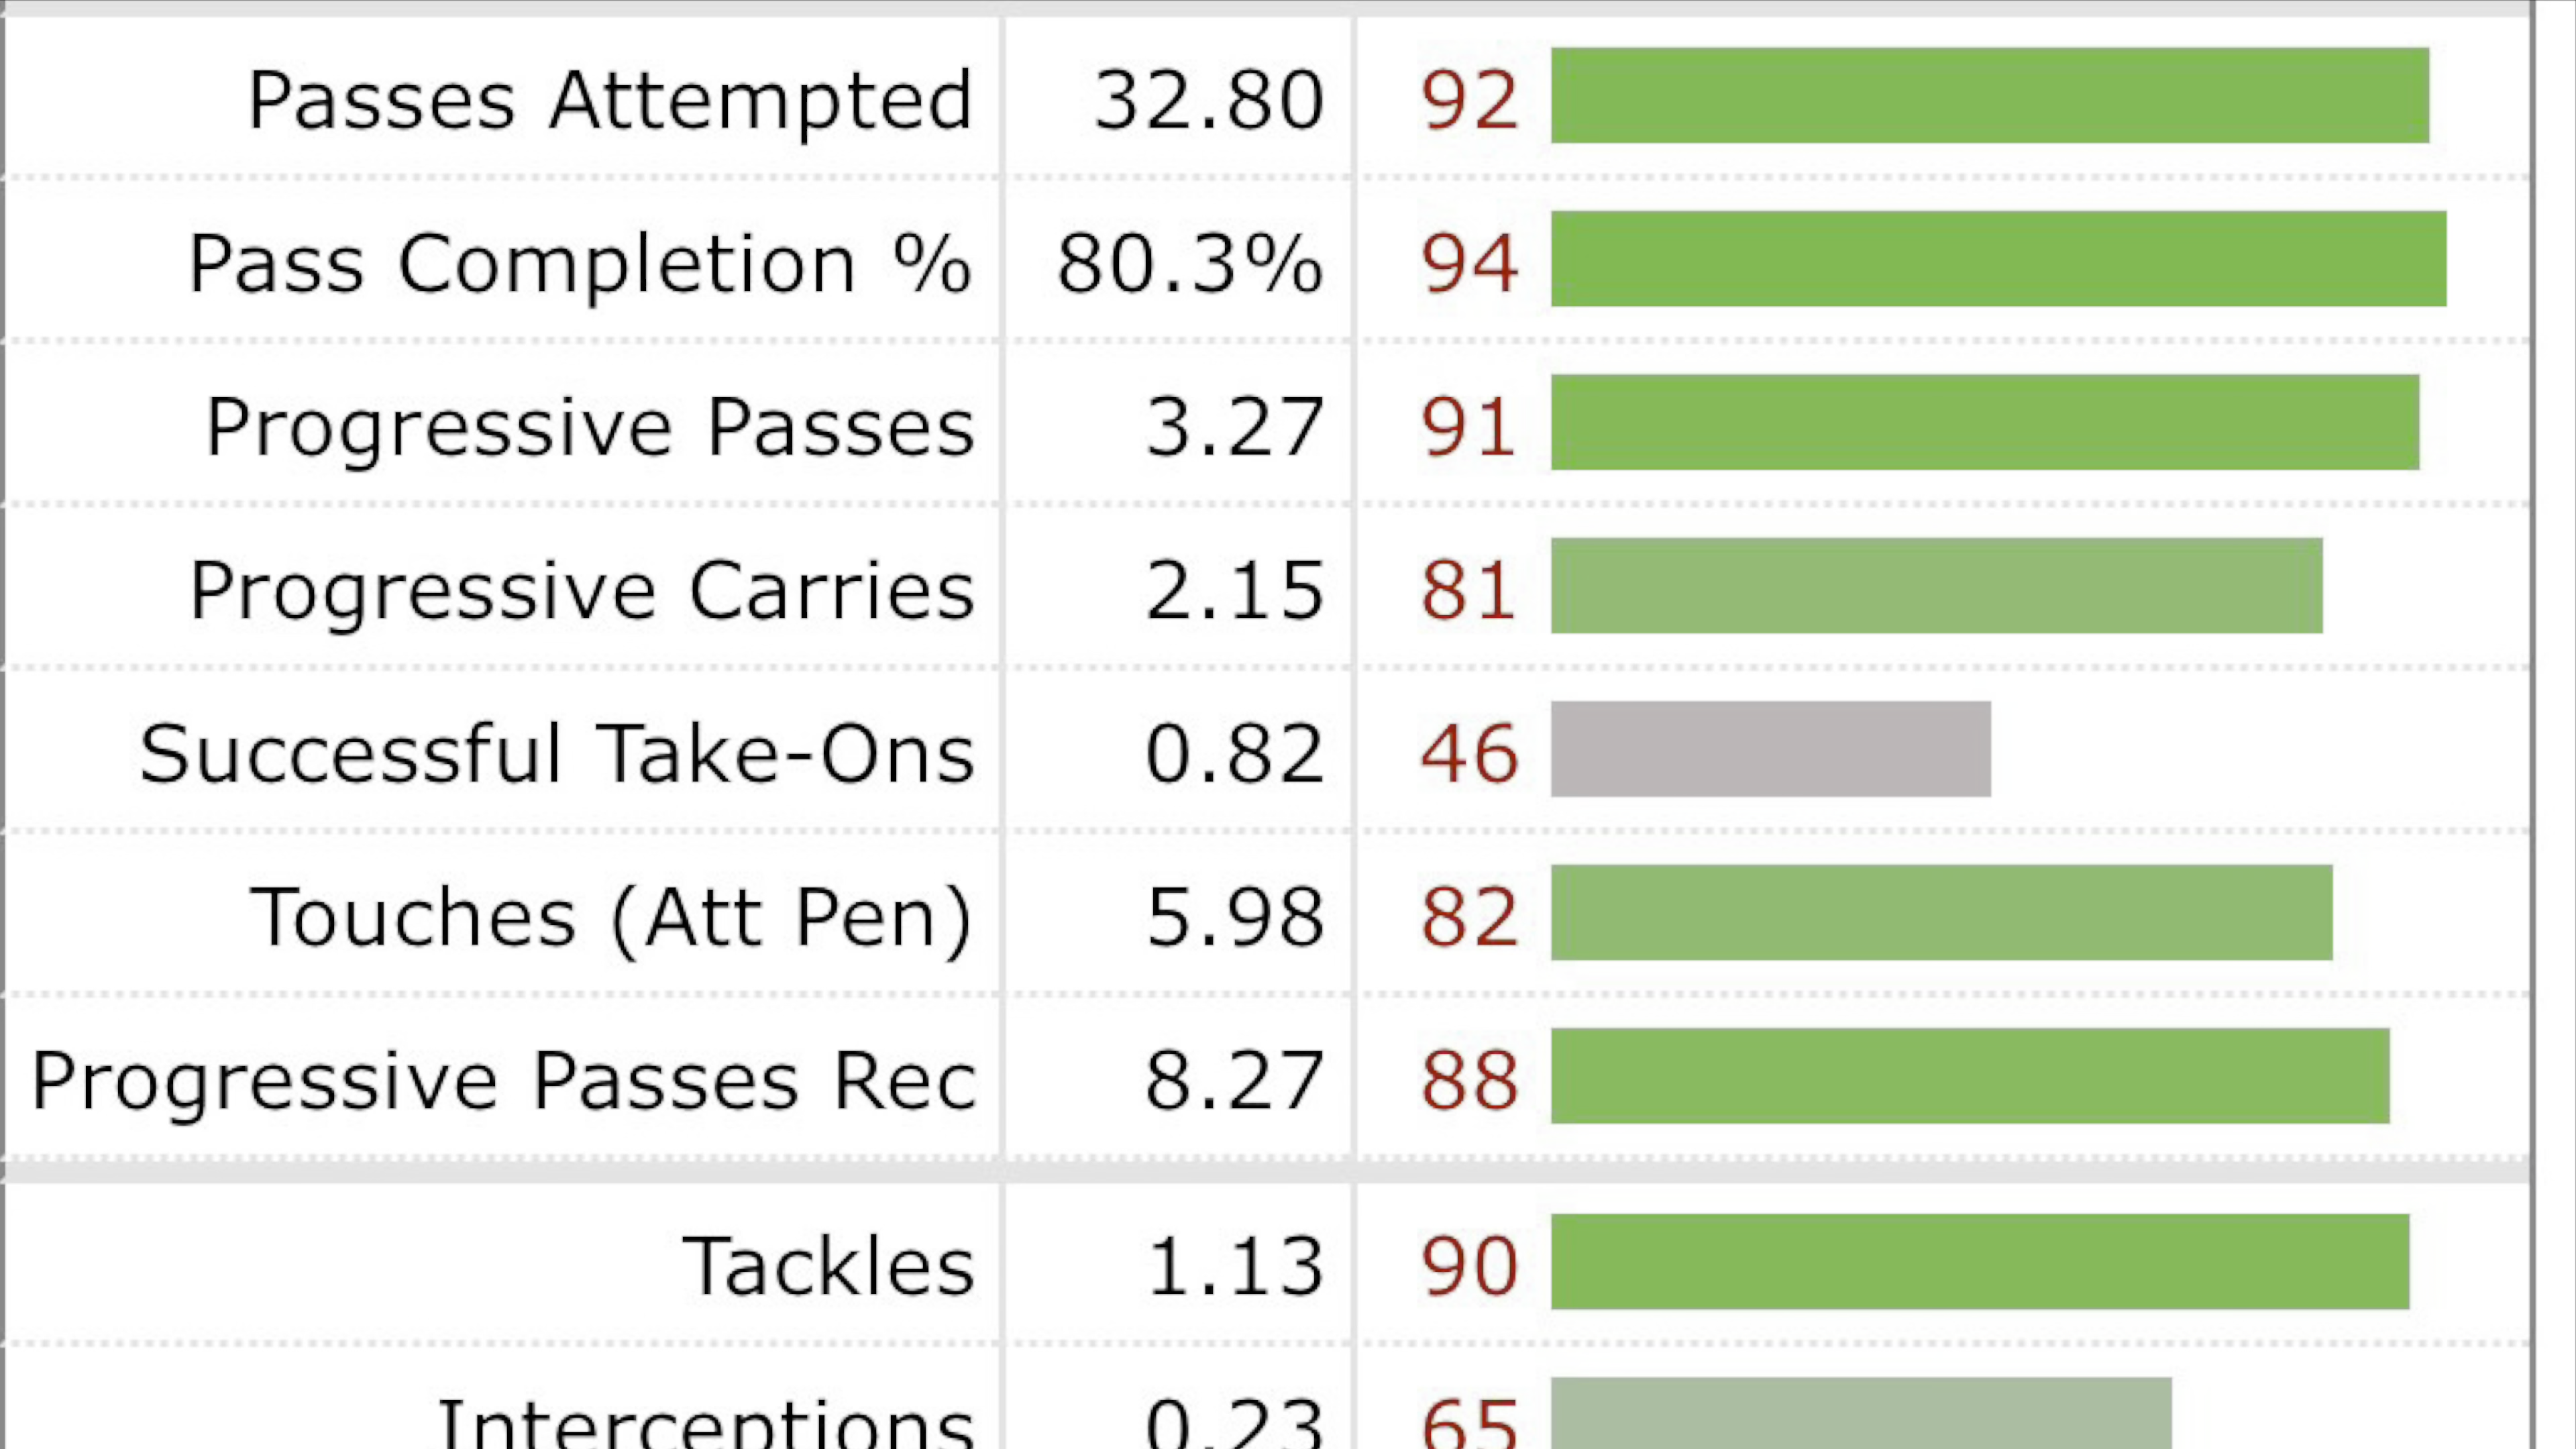 Passes Attempted 32.80 92
Pass Completion % 80.3% 94
Progressive Passes 3.27 91
Progressive Carries 2.15 81
Successful Take-Ons 0.82 46
Touches (Att Pen) 5.98 82
Progressive Passes Rec 8.27 88
Tackles 1.13 90
Interceptions 0.23 65